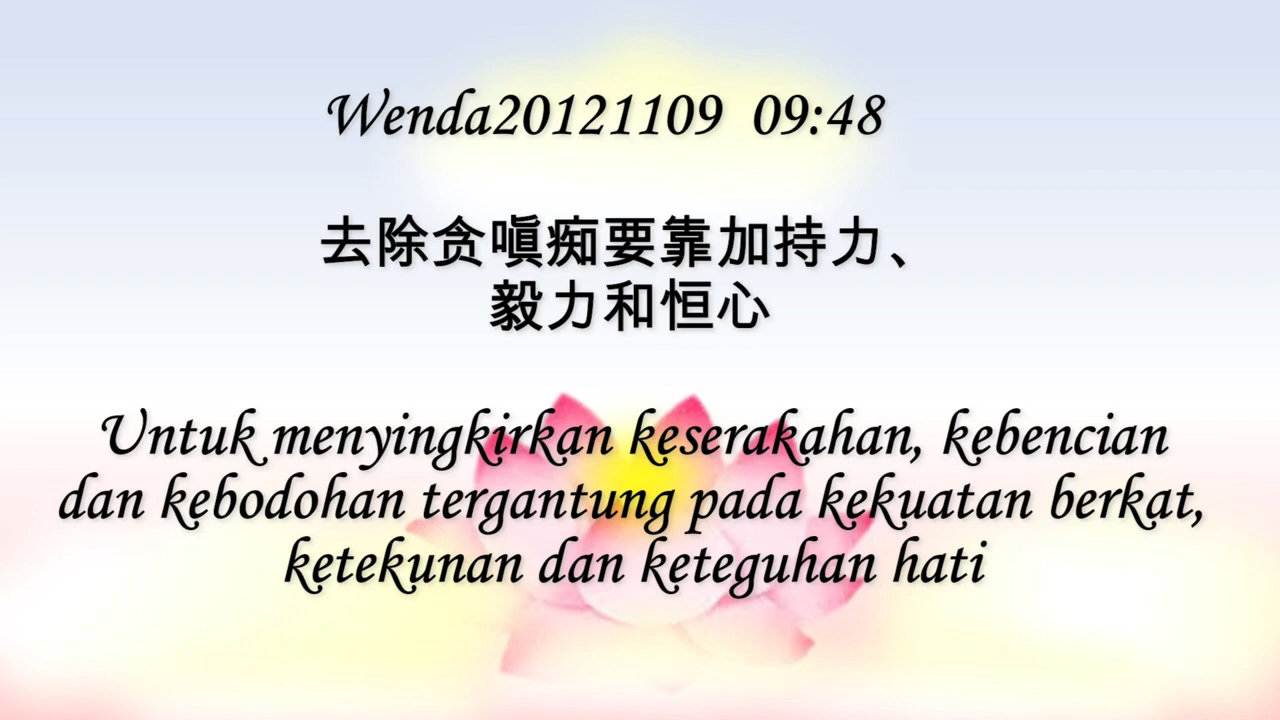 Wenda20121109 09:48
去除贪嗔痴要靠加持力、
毅力和恒心
Untuk menyingkirkan keserakahan, kebencian
dan kebodohan tergantung pada kekuatan berkat,
ketekunan dan keteguhan hati